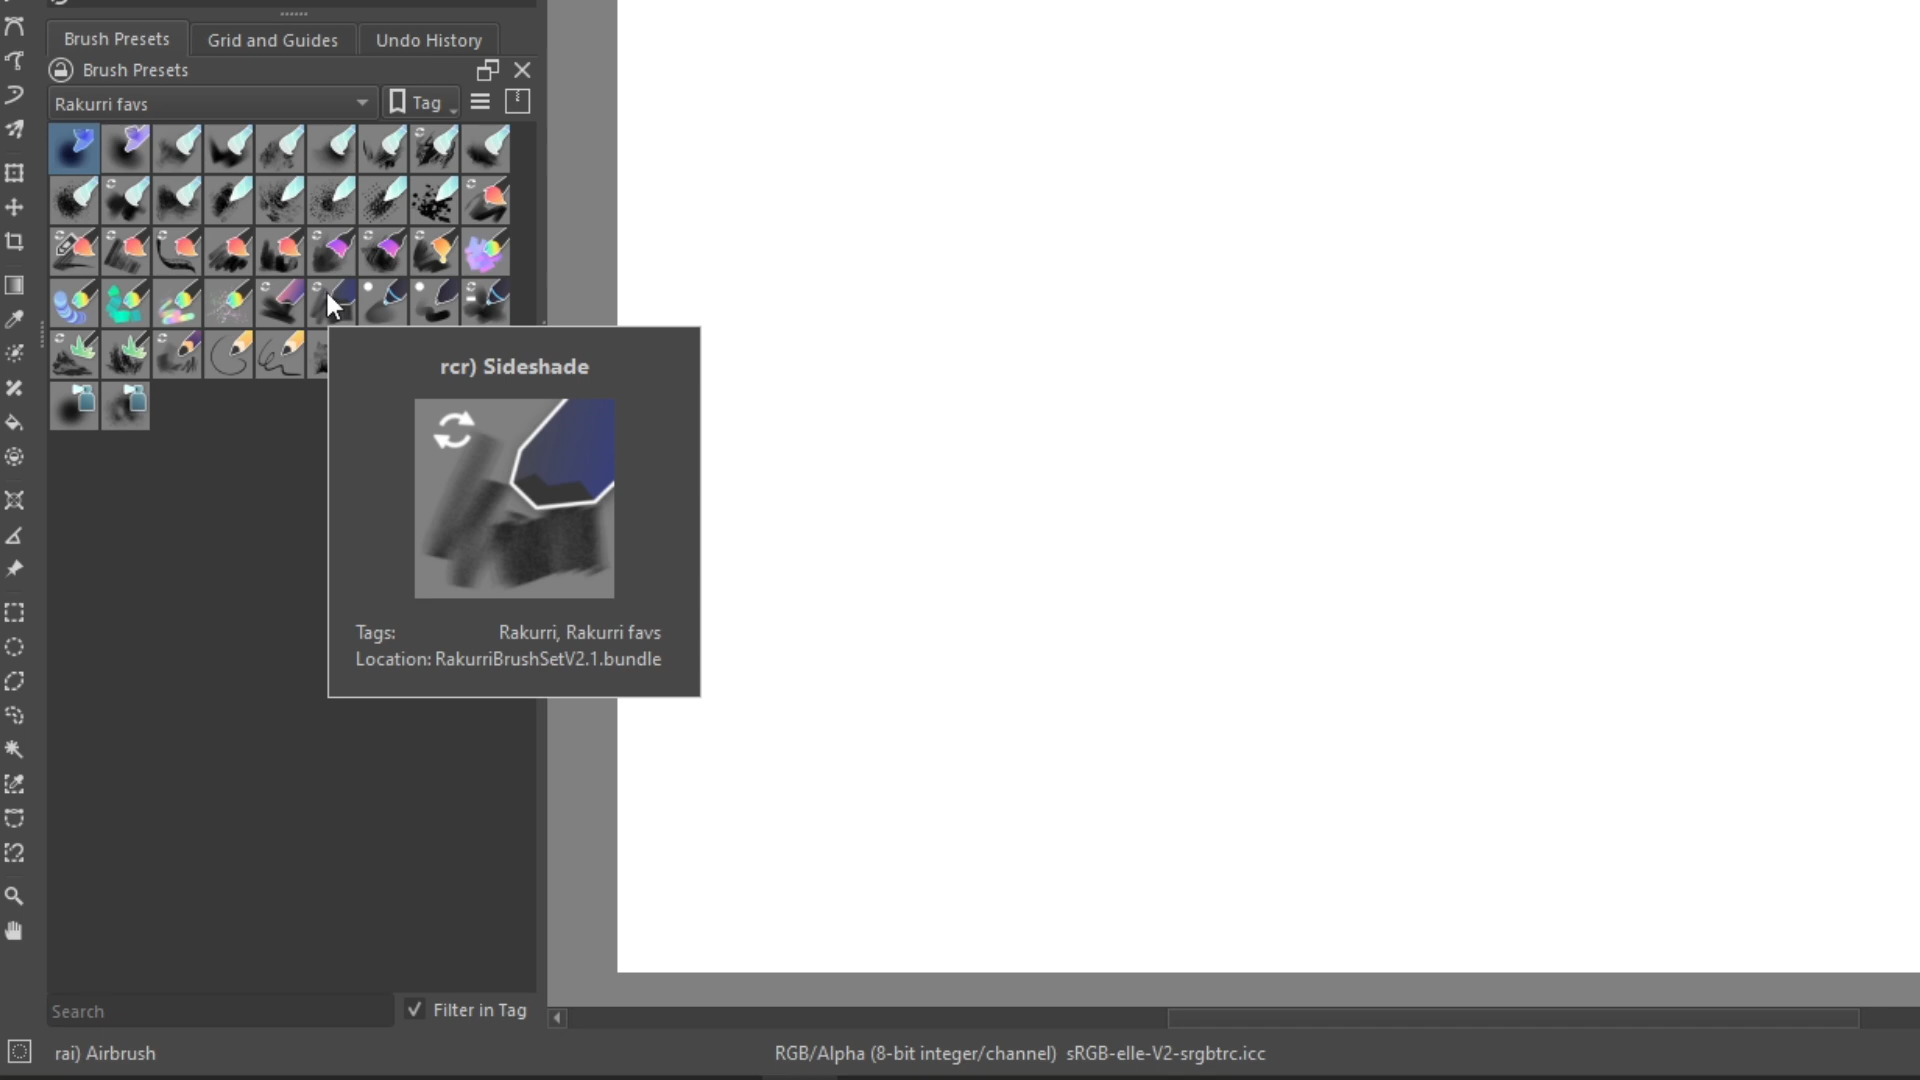 Brush Presets
Grid and Guides
Undo History
Brush Presets
Rakurri favs
Tag
rcr) Sideshade
Tags: Rakurri, Rakurri favs
Location: RakurriBrushSetV2.1.bundle
Search
Filter in Tag
rai) Airbrush
RGB/Alpha (8-bit integer/channel) sRGB-elle-V2-srgbtrc.icc